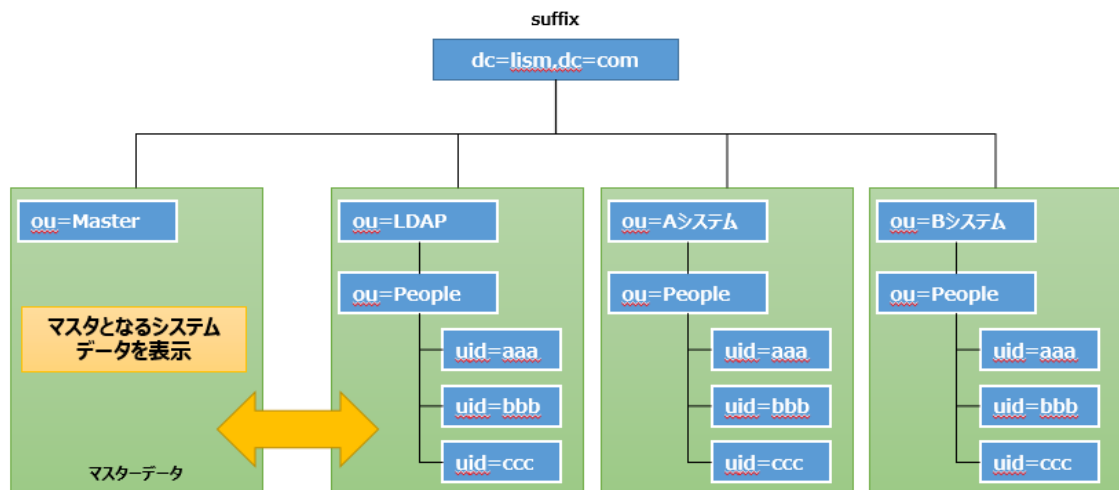 suffix
dc=lism,dc=com
ou=Master
マスタとなるシステム
データを表示
マスターデータ
ou=LDAP
ou=People
uid=aaa
uid=bbb
uid=ccc
ou=Aシステム
ou=People
uid=aaa
uid=bbb
uid=ccc
ou=Bシステム
ou=People
uid=aaa
uid=bbb
uid=ccc